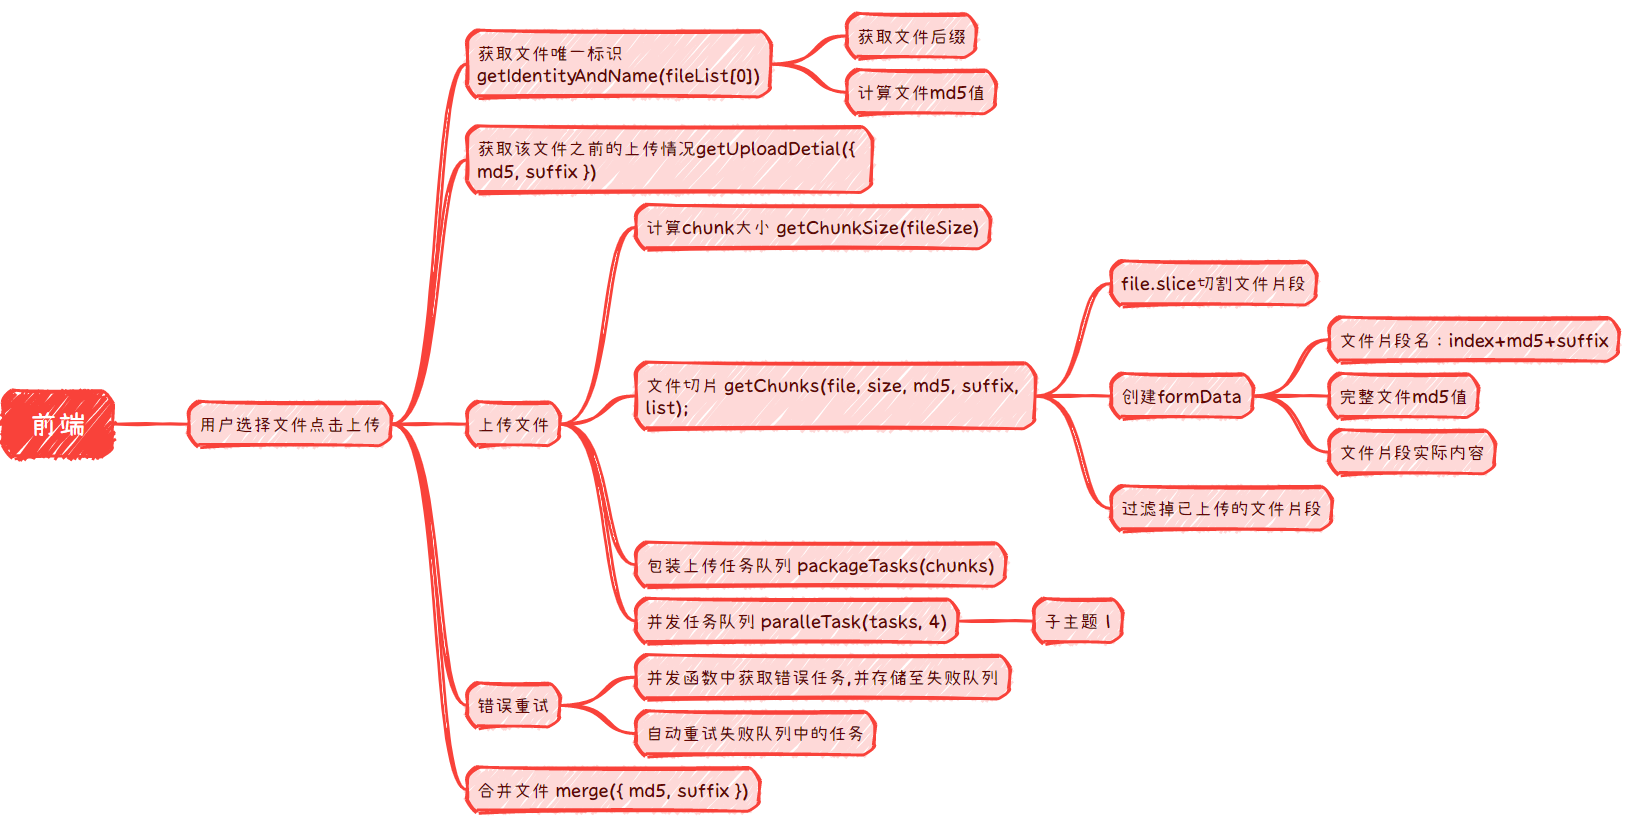 前端
用户选择文件点击上传
获取文件唯一标识
getIdentityAndName(fileList[0])
获取文件后缀
计算文件md5值
获取该文件之前的上传情况getUploadDetial({
md5, suffix })
上传文件
计算chunk大小 getChunkSize(fileSize)
文件切片 getChunks(file, size, md5, suffix,
list);
file.slice切割文件片段
创建formData
文件片段名：index+md5+suffix
完整文件md5值
文件片段实际内容
过滤掉已上传的文件片段
包装上传任务队列 packageTasks(chunks)
并发任务队列 paralleTask(tasks, 4)
子主题 1
错误重试
并发函数中获取错误任务,并存储至失败队列
自动重试失败队列中的任务
合并文件 merge({ md5, suffix })